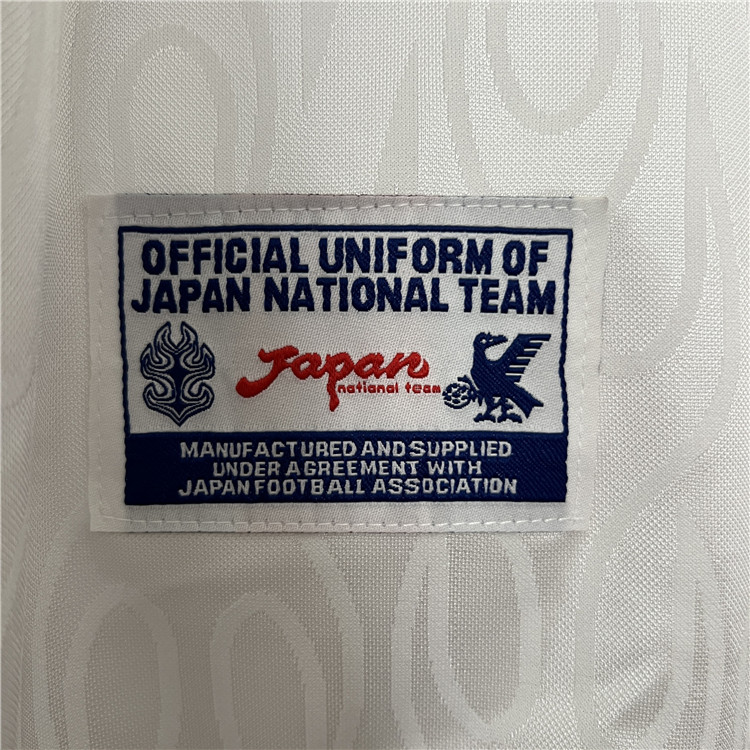 OFFICIAL UNIFORM OF
JAPAN NATIONAL TEAM
Japan
national team
MANUFACTURED AND SUPPLIED
UNDER AGREEMENT WITH
JAPAN FOOTBALL ASSOCIATION